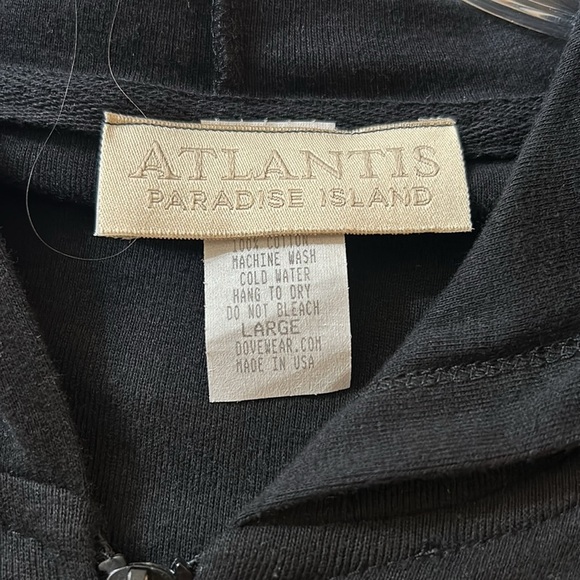 ATLANTIS
PARADISE ISLAND
100% COTTON
MACHINE WASH
COLD WATER
HANG TO DRY
DO NOT BLEACH
LARGE
DOVEWEAR.COM
MADE IN USA